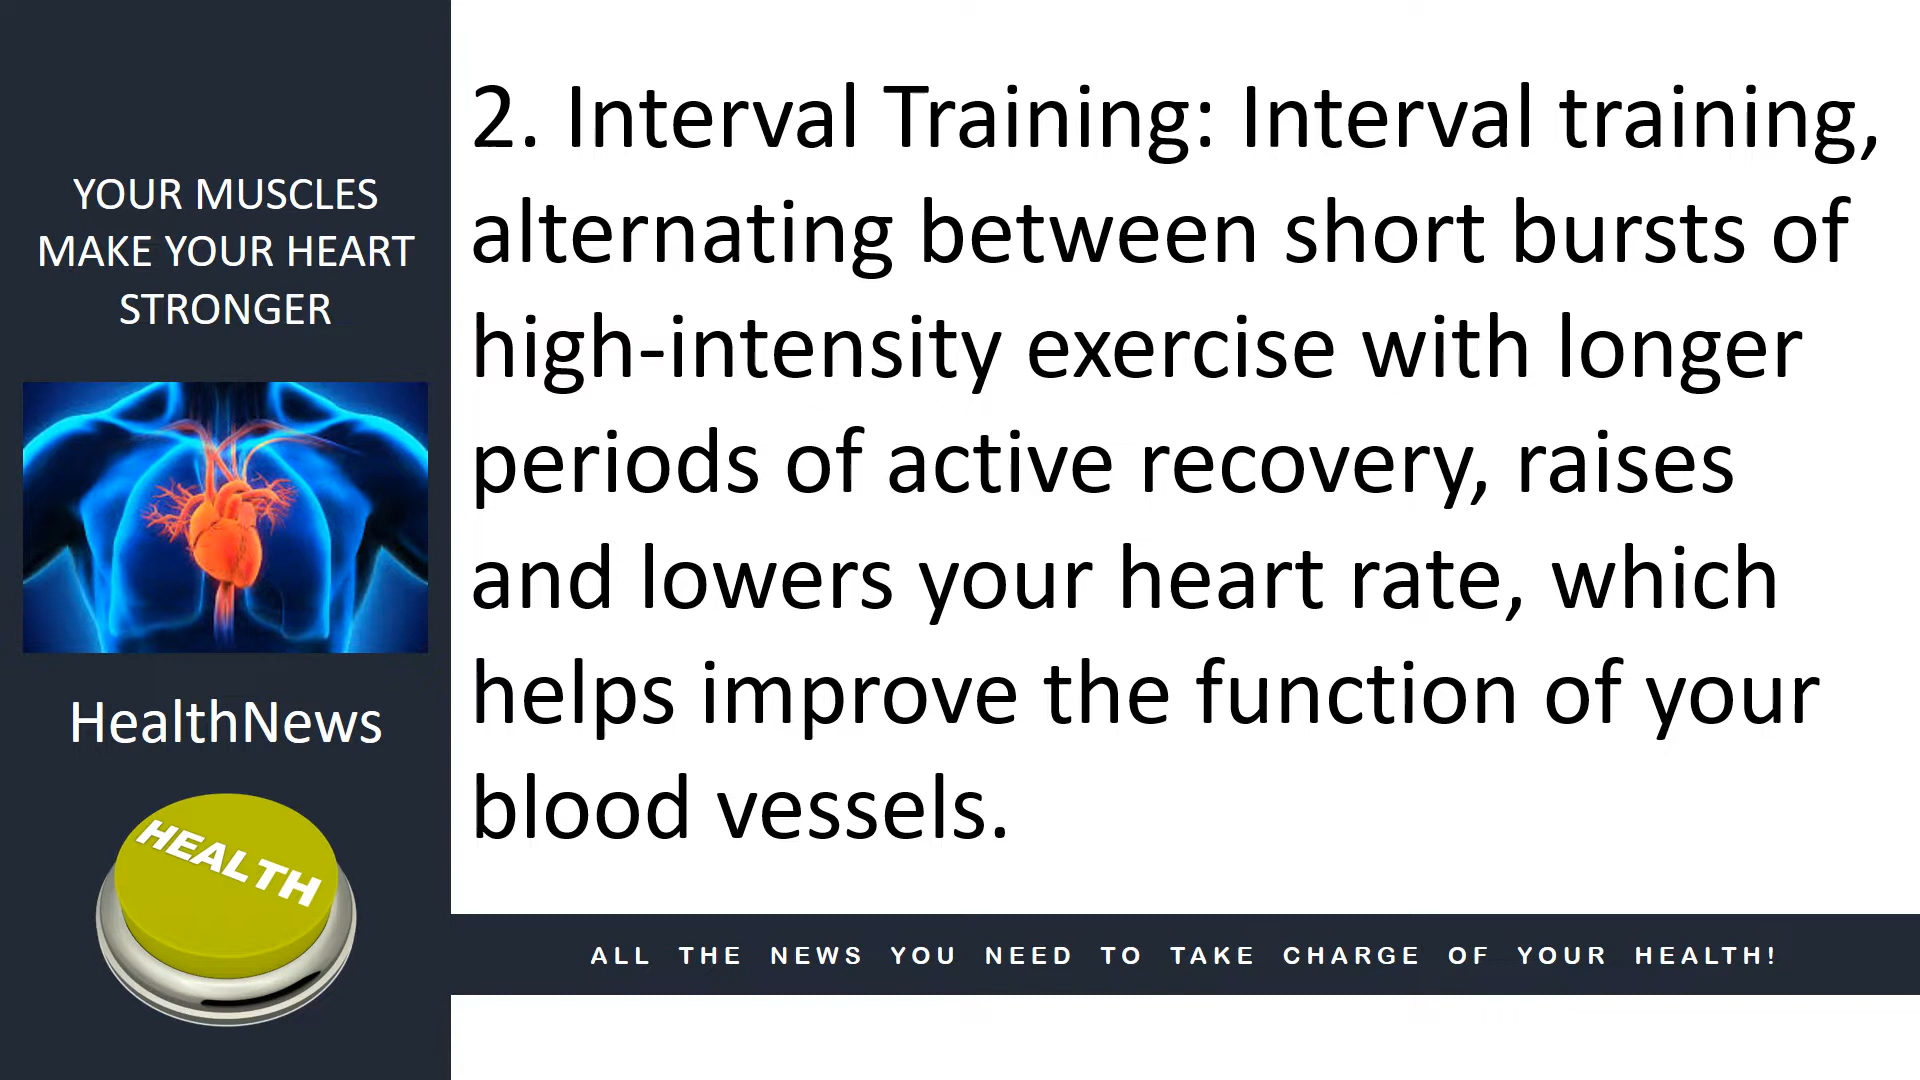 YOUR MUSCLES
MAKE YOUR HEART
STRONGER
HealthNews
HEALTH
2. Interval Training: Interval training,
alternating between short bursts of
high-intensity exercise with longer
periods of active recovery, raises
and lowers your heart rate, which
helps improve the function of your
blood vessels.
ALL THE NEWS YOU NEED TO TAKE CHARGE OF YOUR HEALTH!